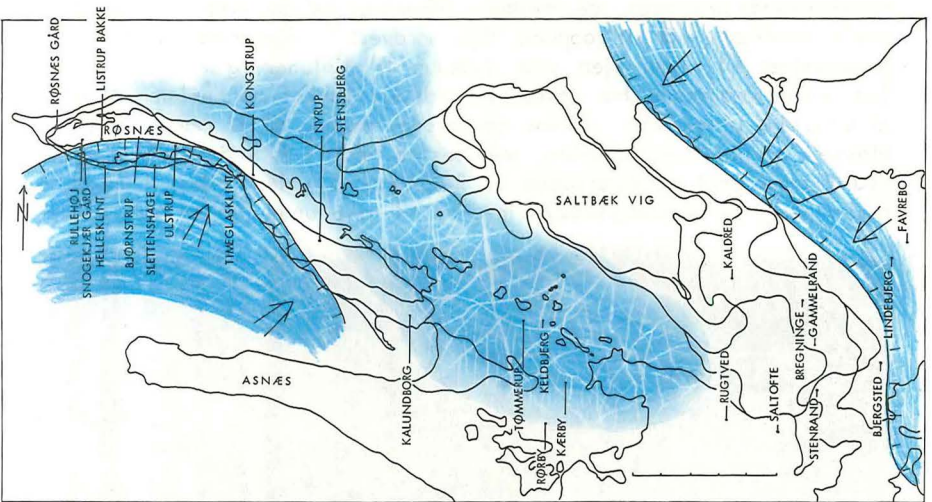 RØSNÆS GÅRD
LISTRUP BAKKE
RØSNÆS
KONGSTRUP
NYRUP
STENSBJERG
N
RULLEHØJ
SNOGEKJÆR GÅRD
HELLESKLINT
BJØRNSTRUP
SLETTENSHAGE
ULSTRUP
TIMEGLASKLINT
SALTBÆK VIG
KALDRED
FAVREBO
LINDEBJERG
GAMMELRAND
BREGNINGE
ASNÆS
KALUNDBORG
TØMMERUP
KELDBJERG
RØRBY
KÆRBY
RUGTVED
SALTOFTE
STENRAND
BJERGSTED